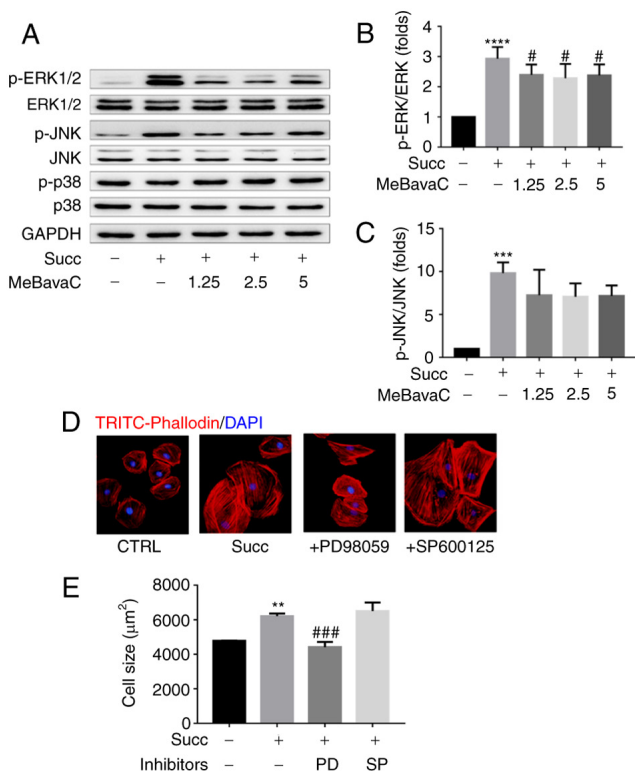 A
p-ERK1/2
ERK1/2
p-JNK
JNK
p-p38
p38
GAPDH
Succ − + + + +
MeBavaC − − 1.25 2.5 5
B
p-ERK/ERK (folds)
4
3
2
1
0
**** # # #
Succ − + + + +
MeBavaC − − 1.25 2.5 5
C
p-JNK/JNK (folds)
15
10
5
0
***
Succ − + + + +
MeBavaC − − 1.25 2.5 5
D
TRITC-Phallodin/DAPI
CTRL Succ +PD98059 +SP600125
E
Cell size (μm²)
8000
6000
4000
2000
0
** ###
Succ − + + +
Inhibitors − − PD SP